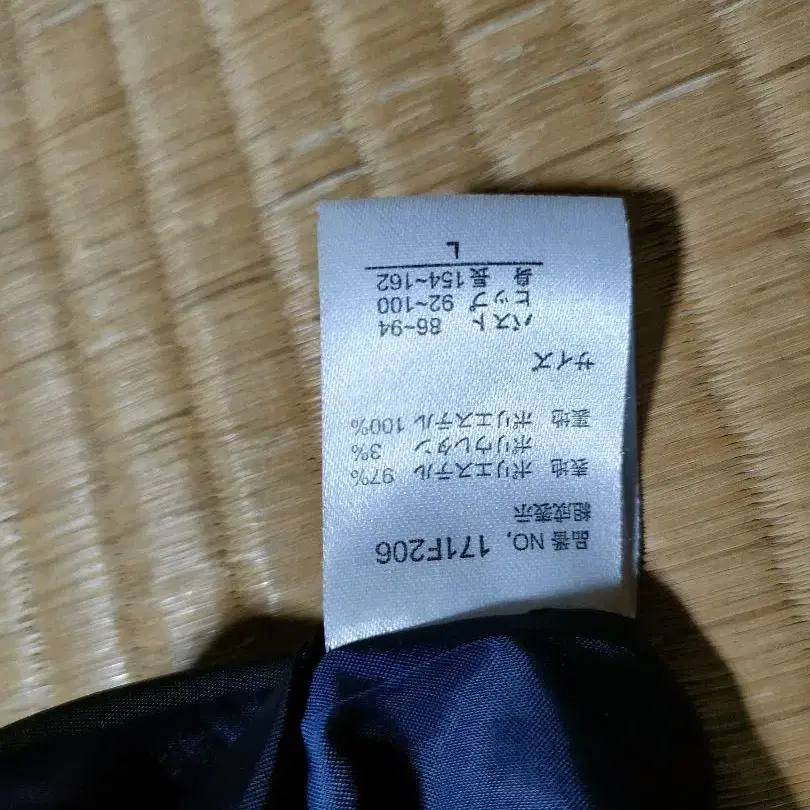 品番 NO. 171F206
組成表示
表地 ポリエステル 97%
ポリウレタン 3%
裏地 ポリエステル 100%
サイズ
バスト 86~94
ヒップ 92~100
身長 154~162
L